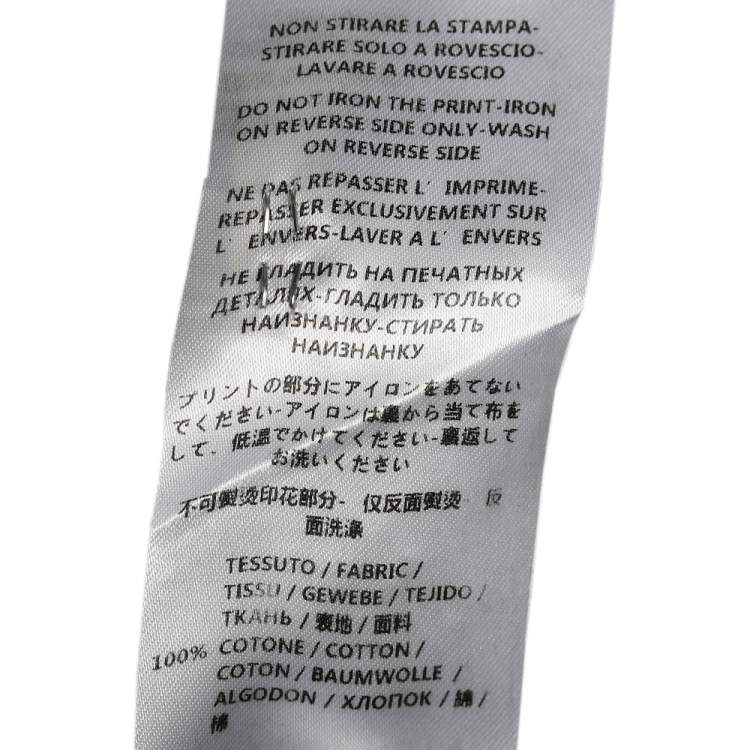 NON STIRARE LA STAMPA-
STIRARE SOLO A ROVESCIO-
LAVARE A ROVESCIO
DO NOT IRON THE PRINT-IRON
ON REVERSE SIDE ONLY-WASH
ON REVERSE SIDE
NE PAS REPASSER L' IMPRIME-
REPASSER EXCLUSIVEMENT SUR
L' ENVERS-LAVER A L' ENVERS
НЕ ГЛАДИТЬ НА ПЕЧАТНЫХ
ДЕТАЛЯХ-ГЛАДИТЬ ТОЛЬКО
НАИЗНАНКУ-СТИРАТЬ
НАИЗНАНКУ
プリントの部分にアイロンをあてない
でください-アイロンは裏から当て布を
して、低温でかけてください-裏返して
お洗いください
不可熨烫印花部分- 仅反面熨烫- 反
面洗涤
TESSUTO / FABRIC /
TISSU / GEWEBE / TEJIDO /
ТКАНЬ / 表地 / 面料
100% COTONE / COTTON /
COTON / BAUMWOLLE /
ALGODON / ХЛОПОК / 綿 /
棉